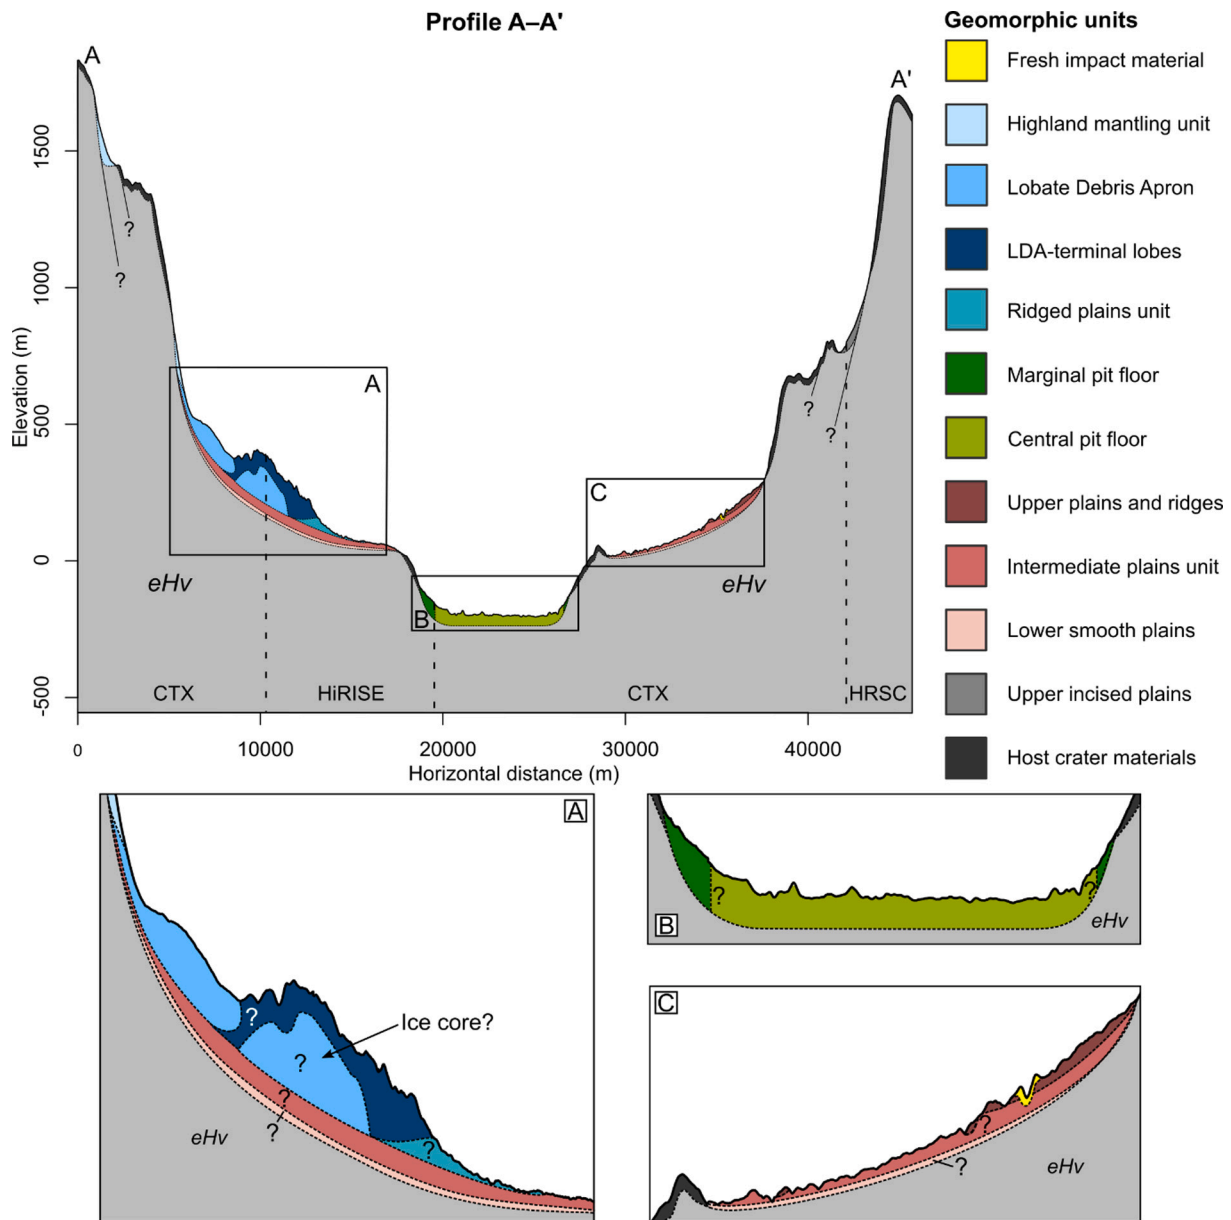 Profile A–A'
Geomorphic units
Fresh impact material
Highland mantling unit
Lobate Debris Apron
LDA-terminal lobes
Ridged plains unit
Marginal pit floor
Central pit floor
Upper plains and ridges
Intermediate plains unit
Lower smooth plains
Upper incised plains
Host crater materials
A
A'
1500
1000
500
0
-500
Elevation (m)
?
?
?
?
A
C
B
eHv
eHv
CTX
HiRISE
CTX
HRSC
0
10000
20000
30000
40000
Horizontal distance (m)
A
Ice core?
?
?
?
?
?
eHv
B
?
?
eHv
C
?
?
eHv